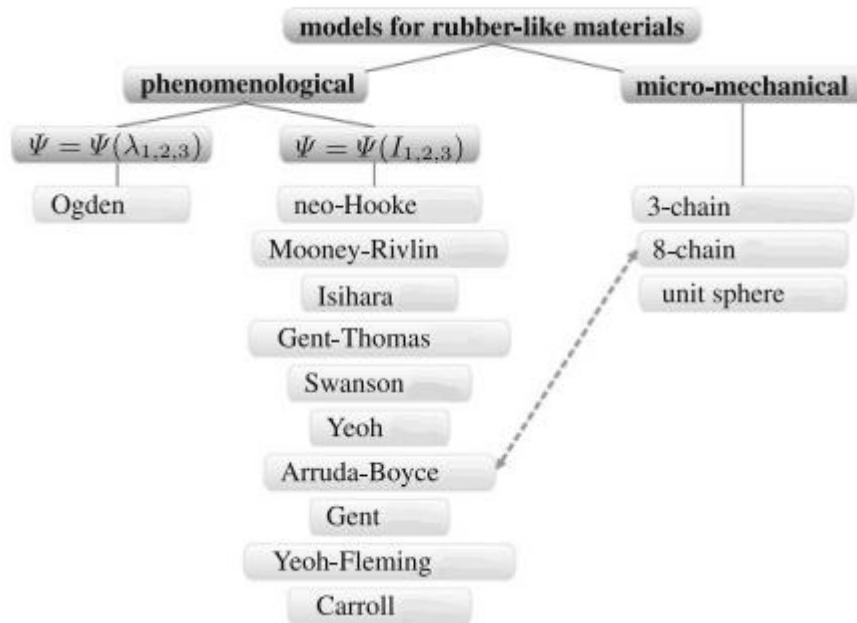 models for rubber-like materials
phenomenological
micro-mechanical
Ψ = Ψ(λ₁,₂,₃)
Ψ = Ψ(I₁,₂,₃)
Ogden
neo-Hooke
3-chain
Mooney-Rivlin
8-chain
Isihara
unit sphere
Gent-Thomas
Swanson
Yeoh
Arruda-Boyce
Gent
Yeoh-Fleming
Carroll